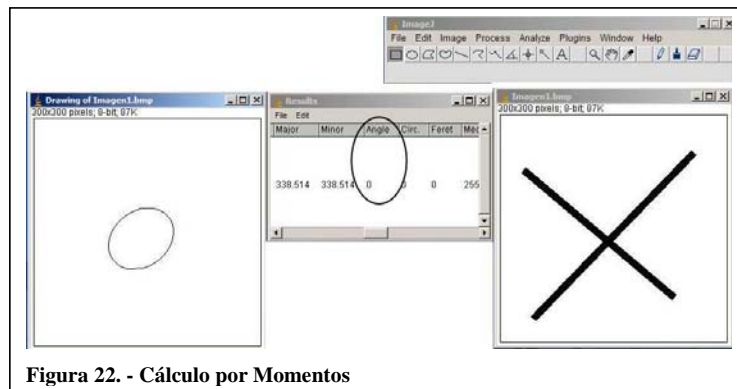 ImageJ
File Edit Image Process Analyze Plugins Window Help
Drawing of Imagen1.bmp
300x300 pixels; 8-bit; 87K
Results
File Edit
Major Minor Angle Circ. Feret
338.514 338.514 0 0 0 255
Imagen1.bmp
300x300 pixels; 8-bit; 87K
Figura 22. - Cálculo por Momentos